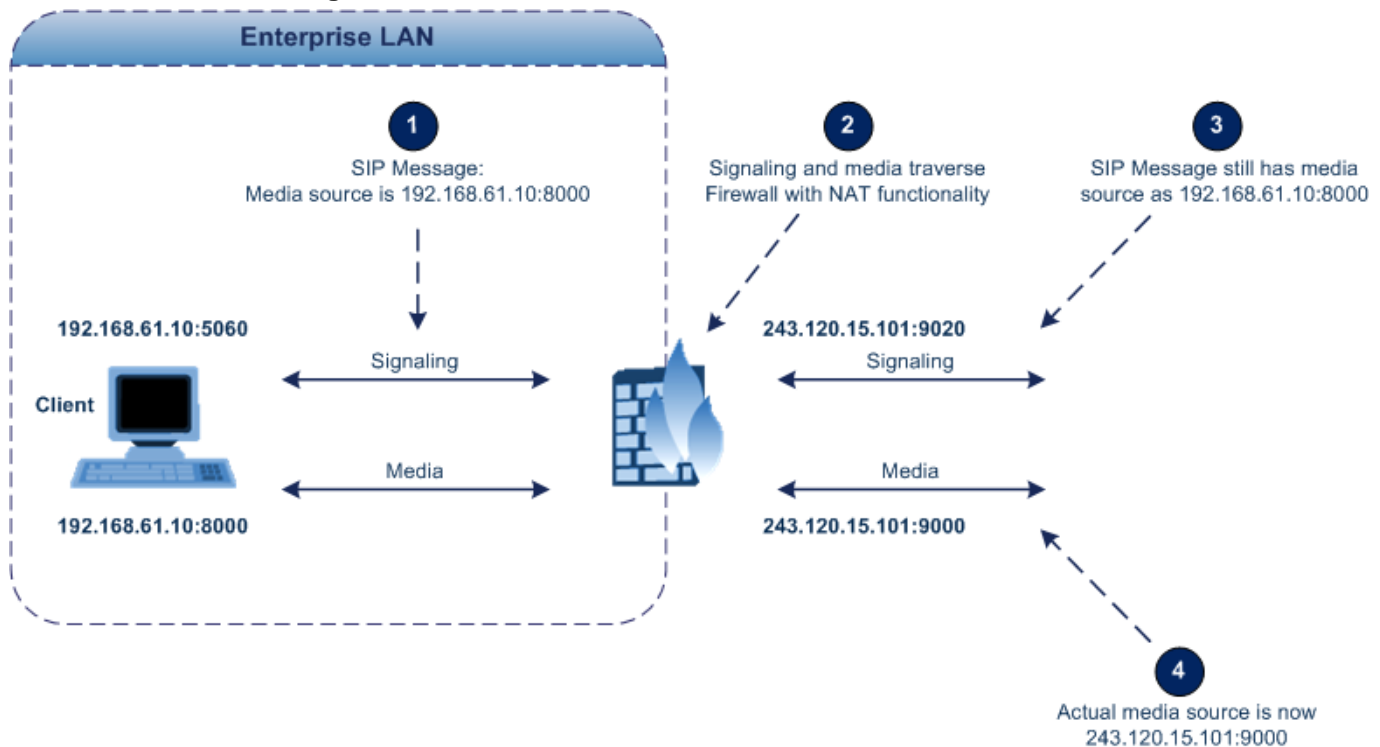 Enterprise LAN
1
SIP Message:
Media source is 192.168.61.10:8000
2
Signaling and media traverse
Firewall with NAT functionality
3
SIP Message still has media
source as 192.168.61.10:8000
192.168.61.10:5060
Signaling
243.120.15.101:9020
Signaling
Client
Media
Media
192.168.61.10:8000
243.120.15.101:9000
4
Actual media source is now
243.120.15.101:9000